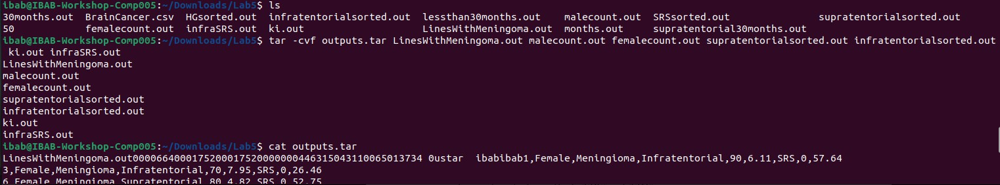 ibab@IBAB-Workshop-Comp005:~/Downloads/Lab5$ ls
30months.out  BrainCancer.csv  HGsorted.out  infratentorialsorted.out  lessthan30months.out  malecount.out  SRSsorted.out  supratentorialsorted.out
50  femalecount.out  infraSRS.out  ki.out  LinesWithMeningoma.out  months.out  supratentorial30months.out
ibab@IBAB-Workshop-Comp005:~/Downloads/Lab5$ tar -cvf outputs.tar LinesWithMeningoma.out malecount.out femalecount.out supratentorialsorted.out infratentorialsorted.out
ki.out infraSRS.out
LinesWithMeningoma.out
malecount.out
femalecount.out
supratentorialsorted.out
infratentorialsorted.out
ki.out
infraSRS.out
ibab@IBAB-Workshop-Comp005:~/Downloads/Lab5$ cat outputs.tar
LinesWithMeningoma.out0000664000175200017520000000446315043110065013734 0ustar  ibabibab1,Female,Meningioma,Infratentorial,90,6.11,SRS,0,57.64
3,Female,Meningioma,Infratentorial,70,7.95,SRS,0,26.46
6,Female,Meningioma,Supratentorial,80,4.82,SRS,0,52.75